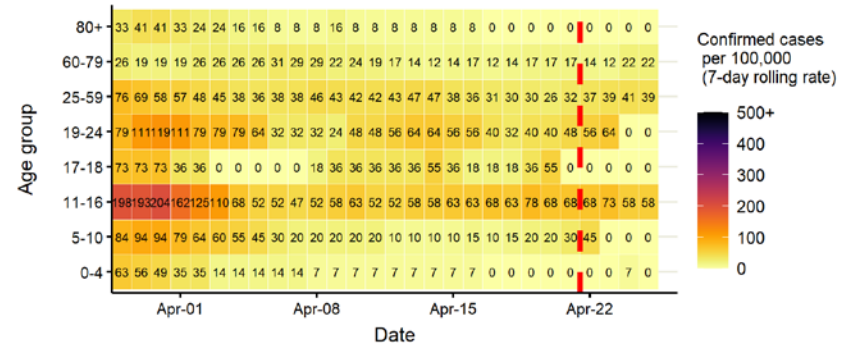 80+ 33 41 41 33 24 24 16 16 8 8 8 16 8 8 8 8 8 8 8 0 0 0 0 0 0 0 0 0
60-79 26 19 19 19 26 26 26 26 31 29 29 22 24 19 17 14 12 14 17 12 14 17 17 17 14 12 22 22
25-59 76 69 58 57 48 45 38 36 38 38 46 43 42 42 43 47 47 38 36 31 30 30 26 32 37 39 41 39
19-24 79 111 119 111 79 79 79 64 32 32 32 24 48 48 56 64 64 56 56 40 32 40 40 48 56 64 0 0
17-18 73 73 73 36 36 0 0 0 0 0 18 36 36 36 36 36 55 36 18 18 18 36 55 0 0 0 0 0
11-16 198 193 204 162 125 110 68 52 52 47 52 58 63 52 52 58 63 63 68 63 68 78 68 68 68 73 58 58
5-10 84 94 94 79 64 60 55 45 30 20 20 20 20 20 10 10 10 10 15 10 15 20 20 30 45 0 0 0
0-4 63 56 49 35 35 14 14 14 14 14 7 7 7 7 7 7 7 7 7 0 0 0 0 0 0 0 7 0
Apr-01 Apr-08 Apr-15 Apr-22
Date
Age group
Confirmed cases
per 100,000
(7-day rolling rate)
500+
400
300
200
100
0